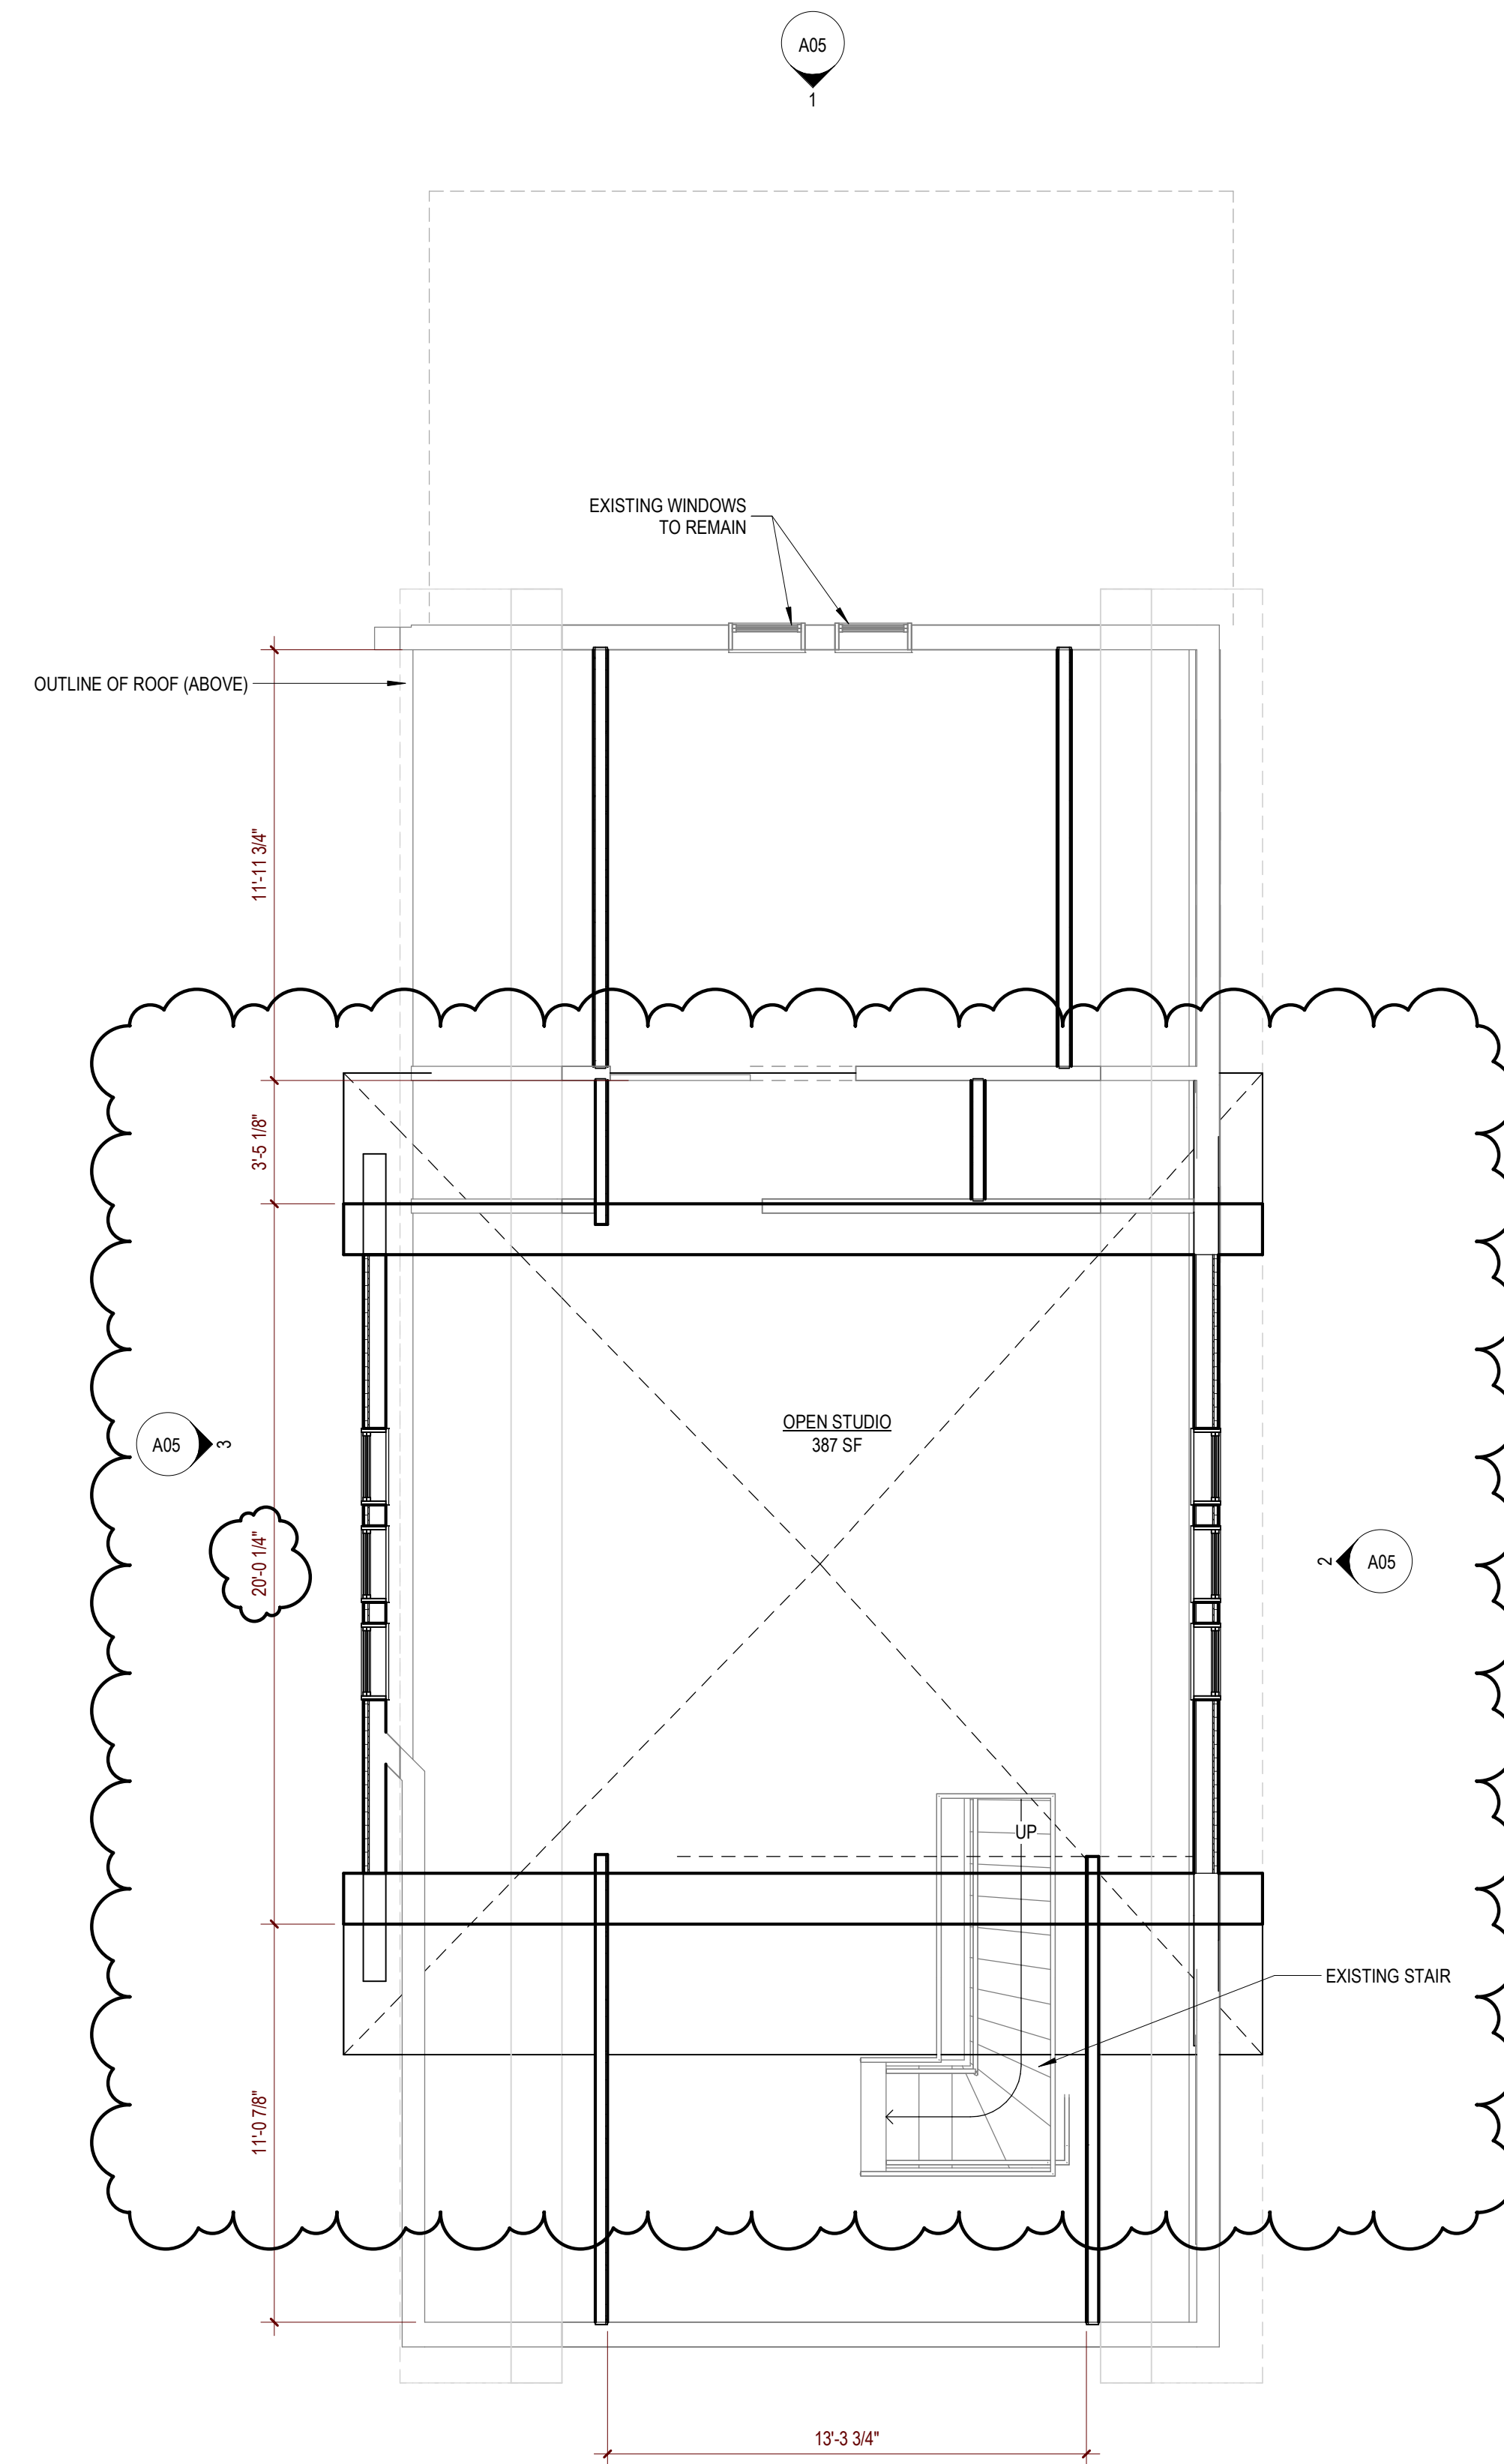 A05
1
EXISTING WINDOWS
TO REMAIN
OUTLINE OF ROOF (ABOVE)
11'-11 3/4"
3'-5 1/8"
OPEN STUDIO
387 SF
A05
3
20'-0 1/4"
2
A05
UP
EXISTING STAIR
11'-0 7/8"
13'-3 3/4"